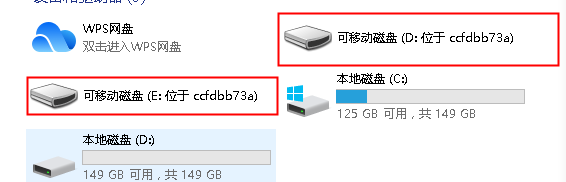 WPS网盘
双击进入WPS网盘
可移动磁盘 (D: 位于 ccfdbb73a)
可移动磁盘 (E: 位于 ccfdbb73a)
本地磁盘 (C:)
125 GB 可用 , 共 149 GB
本地磁盘 (D:)
149 GB 可用 , 共 149 GB